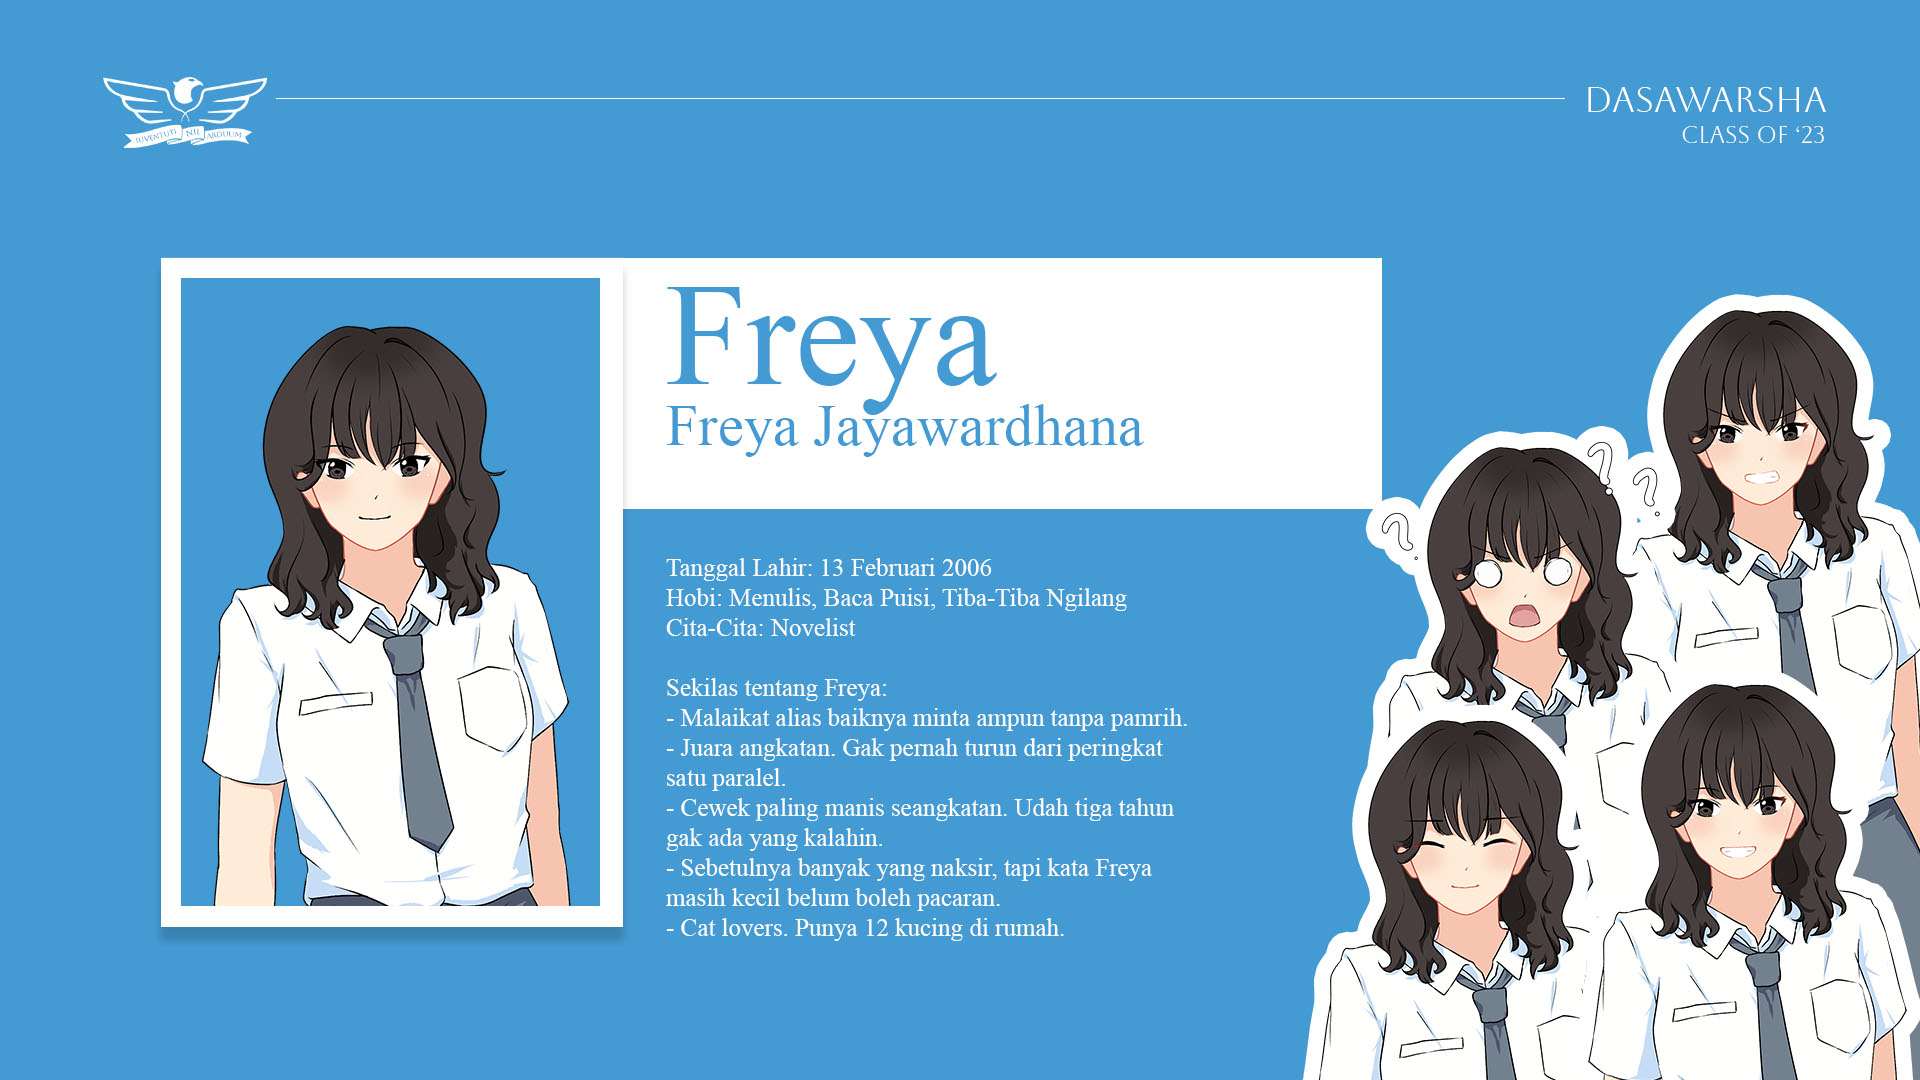 IUVENTUTI NIL ARDUUM
DASAWARSHA
CLASS OF ‘23
Freya
Freya Jayawardhana
Tanggal Lahir: 13 Februari 2006
Hobi: Menulis, Baca Puisi, Tiba-Tiba Ngilang
Cita-Cita: Novelist
Sekilas tentang Freya:
- Malaikat alias baiknya minta ampun tanpa pamrih.
- Juara angkatan. Gak pernah turun dari peringkat
satu paralel.
- Cewek paling manis seangkatan. Udah tiga tahun
gak ada yang kalahin.
- Sebetulnya banyak yang naksir, tapi kata Freya
masih kecil belum boleh pacaran.
- Cat lovers. Punya 12 kucing di rumah.
?
?
?